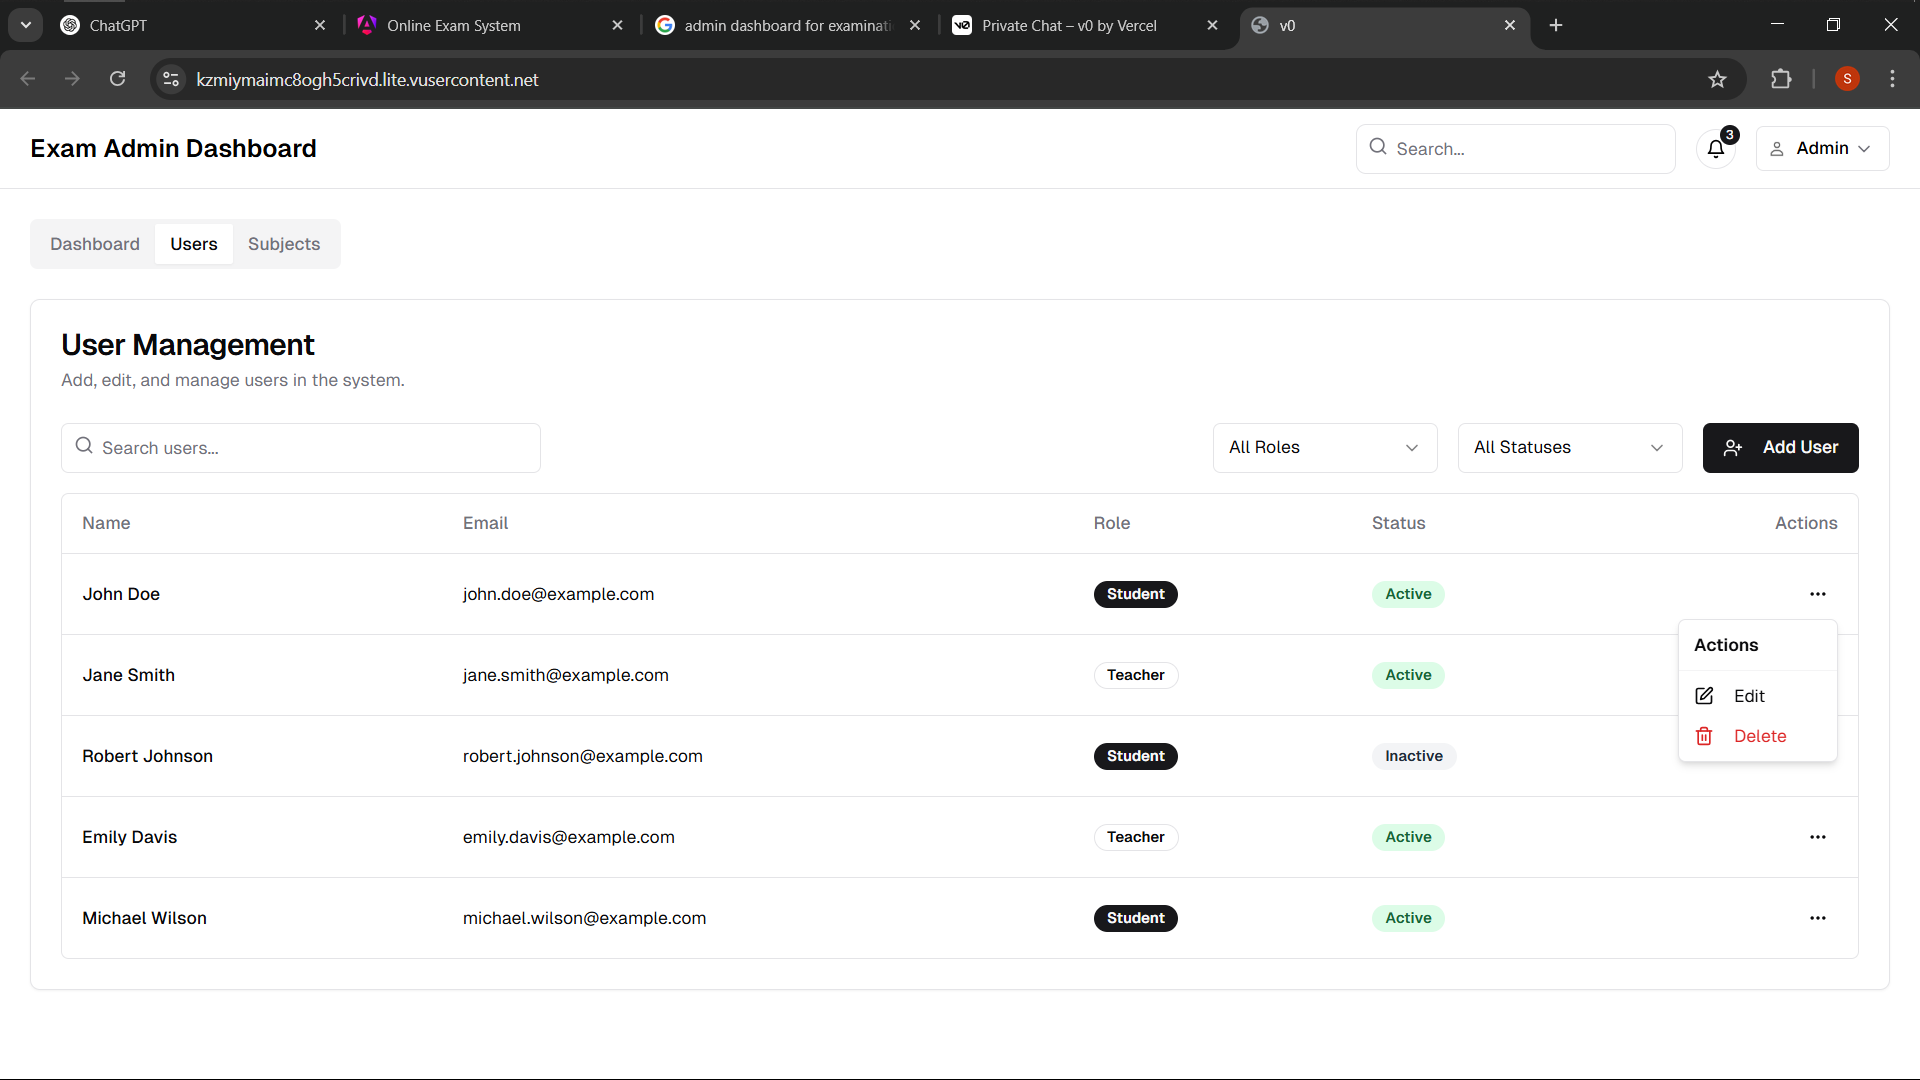 ChatGPT
Online Exam System
admin dashboard for examinati
v0 Private Chat – v0 by Vercel
v0
kzmiymaimc8ogh5crivd.lite.vusercontent.net
S
Exam Admin Dashboard
Search...
3
Admin
Dashboard Users Subjects
User Management
Add, edit, and manage users in the system.
Search users...
All Roles
All Statuses
Add User
Name Email Role Status Actions
John Doe john.doe@example.com Student Active
Actions
Edit
Delete
Jane Smith jane.smith@example.com Teacher Active
Robert Johnson robert.johnson@example.com Student Inactive
Emily Davis emily.davis@example.com Teacher Active
Michael Wilson michael.wilson@example.com Student Active